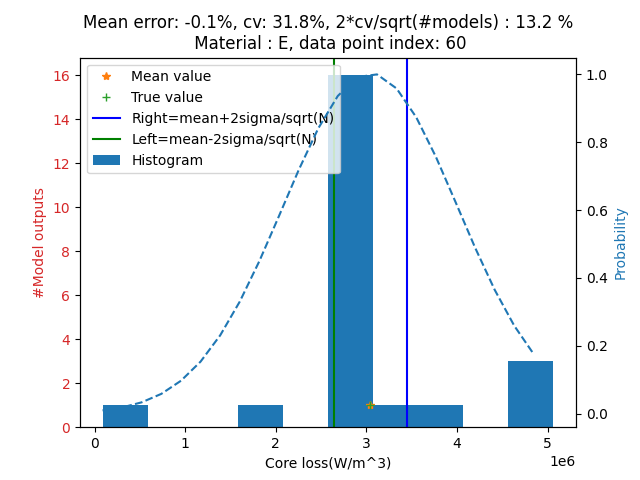 Mean error: -0.1%, cv: 31.8%, 2*cv/sqrt(#models) : 13.2 %
Material : E, data point index: 60
Mean value
True value
Right=mean+2sigma/sqrt(N)
Left=mean-2sigma/sqrt(N)
Histogram
#Model outputs
16
14
12
10
8
6
4
2
0
Probability
1.0
0.8
0.6
0.4
0.2
0.0
0 1 2 3 4 5
1e6
Core loss(W/m^3)